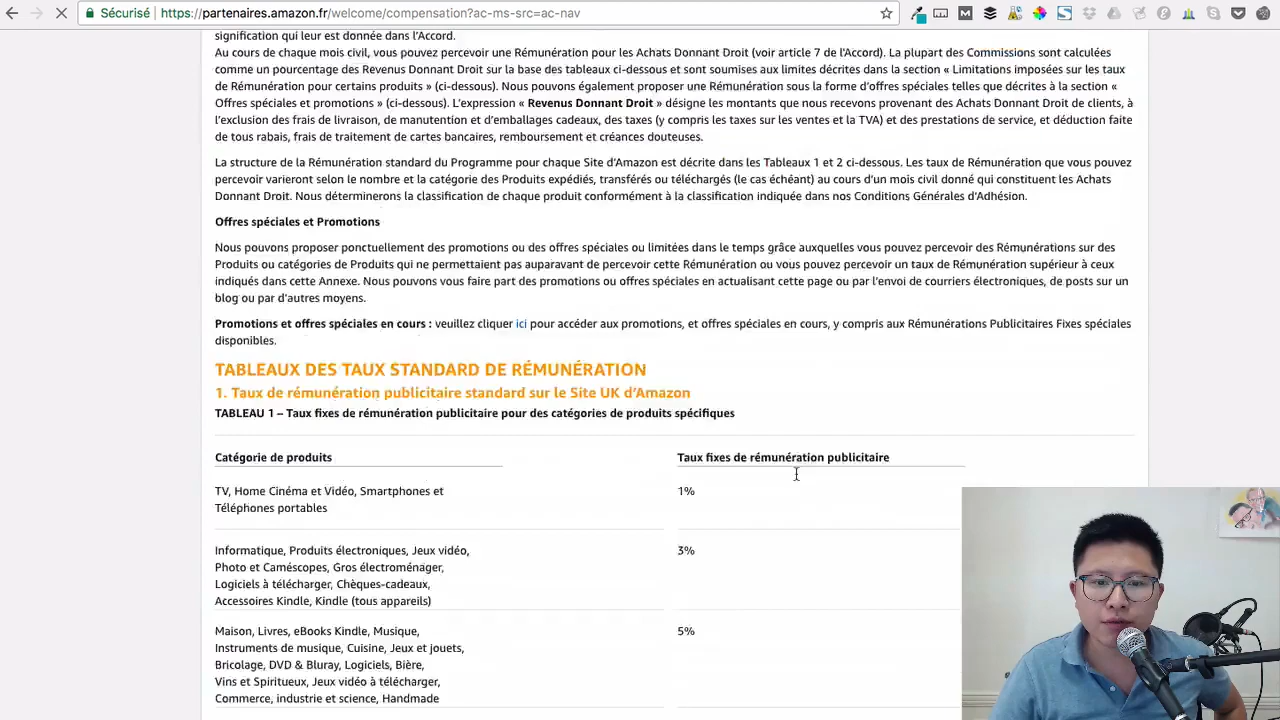 Sécurisé | https://partenaires.amazon.fr/welcome/compensation?ac-ms-src=ac-nav
signification qui leur est donnée dans l'Accord.
Au cours de chaque mois civil, vous pouvez percevoir une Rémunération pour les Achats Donnant Droit (voir article 7 de l'Accord). La plupart des Commissions sont calculées
comme un pourcentage des Revenus Donnant Droit sur la base des tableaux ci-dessous et sont soumises aux limites décrites dans la section « Limitations imposées sur les taux
de Rémunération pour certains produits » (ci-dessous). Nous pouvons également proposer une Rémunération sous la forme d'offres spéciales telles que décrites à la section «
Offres spéciales et promotions » (ci-dessous). L'expression « Revenus Donnant Droit » désigne les montants que nous recevons provenant des Achats Donnant Droit de clients, à
l'exclusion des frais de livraison, de manutention et d'emballages cadeaux, des taxes (y compris les taxes sur les ventes et la TVA) et des prestations de service, et déduction faite
de tous rabais, frais de traitement de cartes bancaires, remboursement et créances douteuses.
La structure de la Rémunération standard du Programme pour chaque Site d'Amazon est décrite dans les Tableaux 1 et 2 ci-dessous. Les taux de Rémunération que vous pouvez
percevoir varieront selon le nombre et la catégorie des Produits expédiés, transférés ou téléchargés (le cas échéant) au cours d'un mois civil donné qui constituent les Achats
Donnant Droit. Nous déterminerons la classification de chaque produit conformément à la classification indiquée dans nos Conditions Générales d'Adhésion.
Offres spéciales et Promotions
Nous pouvons proposer ponctuellement des promotions ou des offres spéciales ou limitées dans le temps grâce auxquelles vous pouvez percevoir des Rémunérations sur des
Produits ou catégories de Produits qui ne permettaient pas auparavant de percevoir cette Rémunération ou vous pouvez percevoir un taux de Rémunération supérieur à ceux
indiqués dans cette Annexe. Nous pouvons vous faire part des promotions ou offres spéciales en actualisant cette page ou par l'envoi de courriers électroniques, de posts sur un
blog ou par d'autres moyens.
Promotions et offres spéciales en cours : veuillez cliquer ici pour accéder aux promotions, et offres spéciales en cours, y compris aux Rémunérations Publicitaires Fixes spéciales
disponibles.
TABLEAUX DES TAUX STANDARD DE RÉMUNÉRATION
1. Taux de rémunération publicitaire standard sur le Site UK d'Amazon
TABLEAU 1 – Taux fixes de rémunération publicitaire pour des catégories de produits spécifiques
Catégorie de produits
Taux fixes de rémunération publicitaire
TV, Home Cinéma et Vidéo, Smartphones et
Téléphones portables
1%
Informatique, Produits électroniques, Jeux vidéo,
Photo et Caméscopes, Gros électroménager,
Logiciels à télécharger, Chèques-cadeaux,
Accessoires Kindle, Kindle (tous appareils)
3%
Maison, Livres, eBooks Kindle, Musique,
Instruments de musique, Cuisine, Jeux et jouets,
Bricolage, DVD & Bluray, Logiciels, Bière,
Vins et Spiritueux, Jeux vidéo à télécharger,
Commerce, industrie et science, Handmade
5%